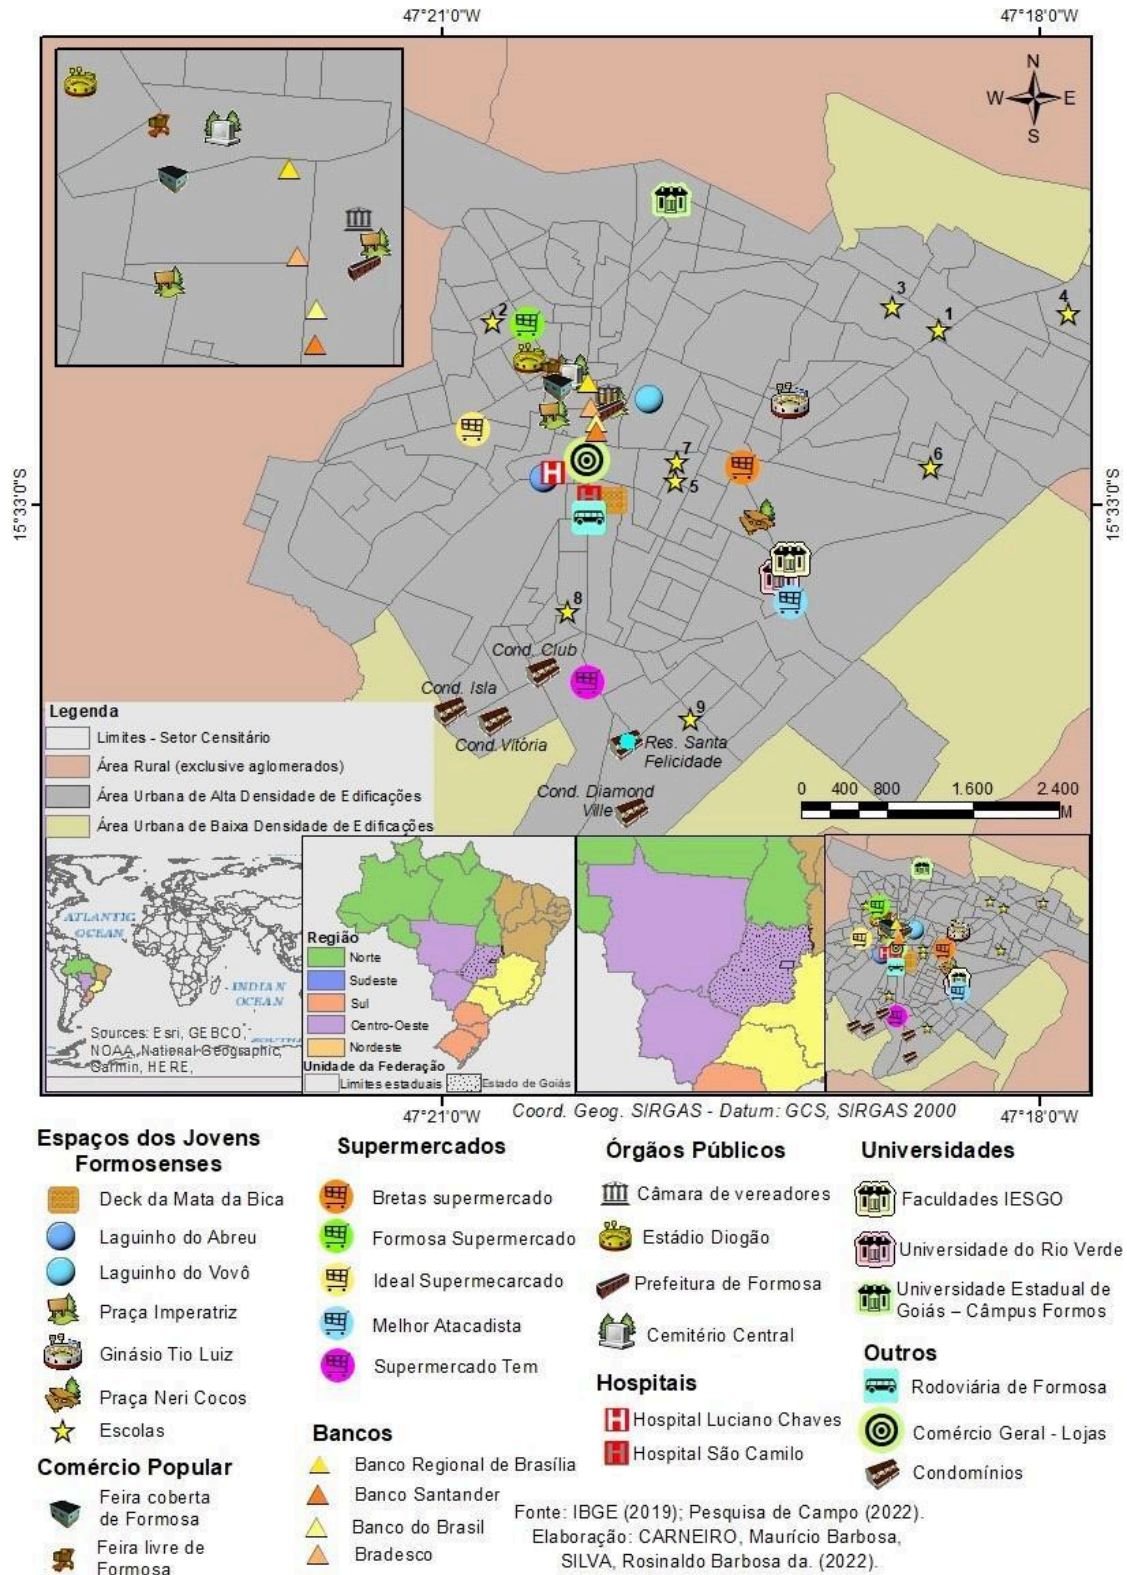 47°21'0"W
47°18'0"W
N
W E
S
3
4
1
2
7
5
6
15°33'0"S
15°33'0"S
8
Cond. Club
Cond. Isla
Cond. Vitória
9
Res. Santa
Felicidade
Cond. Diamond
Ville
0 400 800 1.600 2.400
M
Legenda
Limites - Setor Censitário
Área Rural (exclusive aglomerados)
Área Urbana de Alta Densidade de Edificações
Área Urbana de Baixa Densidade de Edificações
ATLANTIC
OCEAN
INDIAN
OCEAN
Sources: Esri, GEBCO,
NOAA, National Geographic,
Garmin, HERE,
Região
Norte
Sudeste
Sul
Centro-Oeste
Nordeste
Unidade da Federação
Limites estaduais
Estado de Goiás
47°21'0"W
Coord. Geog. SIRGAS - Datum: GCS, SIRGAS 2000
47°18'0"W
Espaços dos Jovens
Formosenses
Deck da Mata da Bica
Laguinho do Abreu
Laguinho do Vovô
Praça Imperatriz
Ginásio Tio Luiz
Praça Neri Cocos
Escolas
Comércio Popular
Feira coberta
de Formosa
Feira livre de
Formosa
Supermercados
Bretas supermercado
Formosa Supermercado
Ideal Supermecarcado
Melhor Atacadista
Supermercado Tem
Bancos
Banco Regional de Brasília
Banco Santander
Banco do Brasil
Bradesco
Órgãos Públicos
Câmara de vereadores
Estádio Diogão
Prefeitura de Formosa
Cemitério Central
Hospitais
H Hospital Luciano Chaves
H Hospital São Camilo
Universidades
Faculdades IESGO
Universidade do Rio Verde
Universidade Estadual de
Goiás – Câmpus Formos
Outros
Rodoviária de Formosa
Comércio Geral - Lojas
Condomínios
Fonte: IBGE (2019); Pesquisa de Campo (2022).
Elaboração: CARNEIRO, Maurício Barbosa,
SILVA, Rosinaldo Barbosa da. (2022).